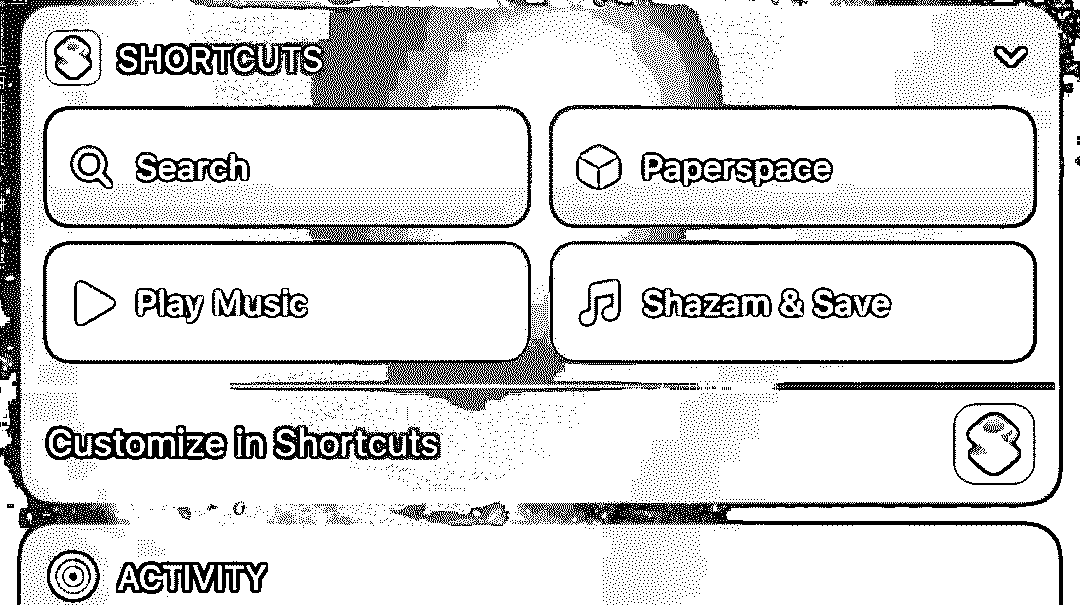 SHORTCUTS
Search
Paperspace
Play Music
Shazam & Save
Customize in Shortcuts
ACTIVITY